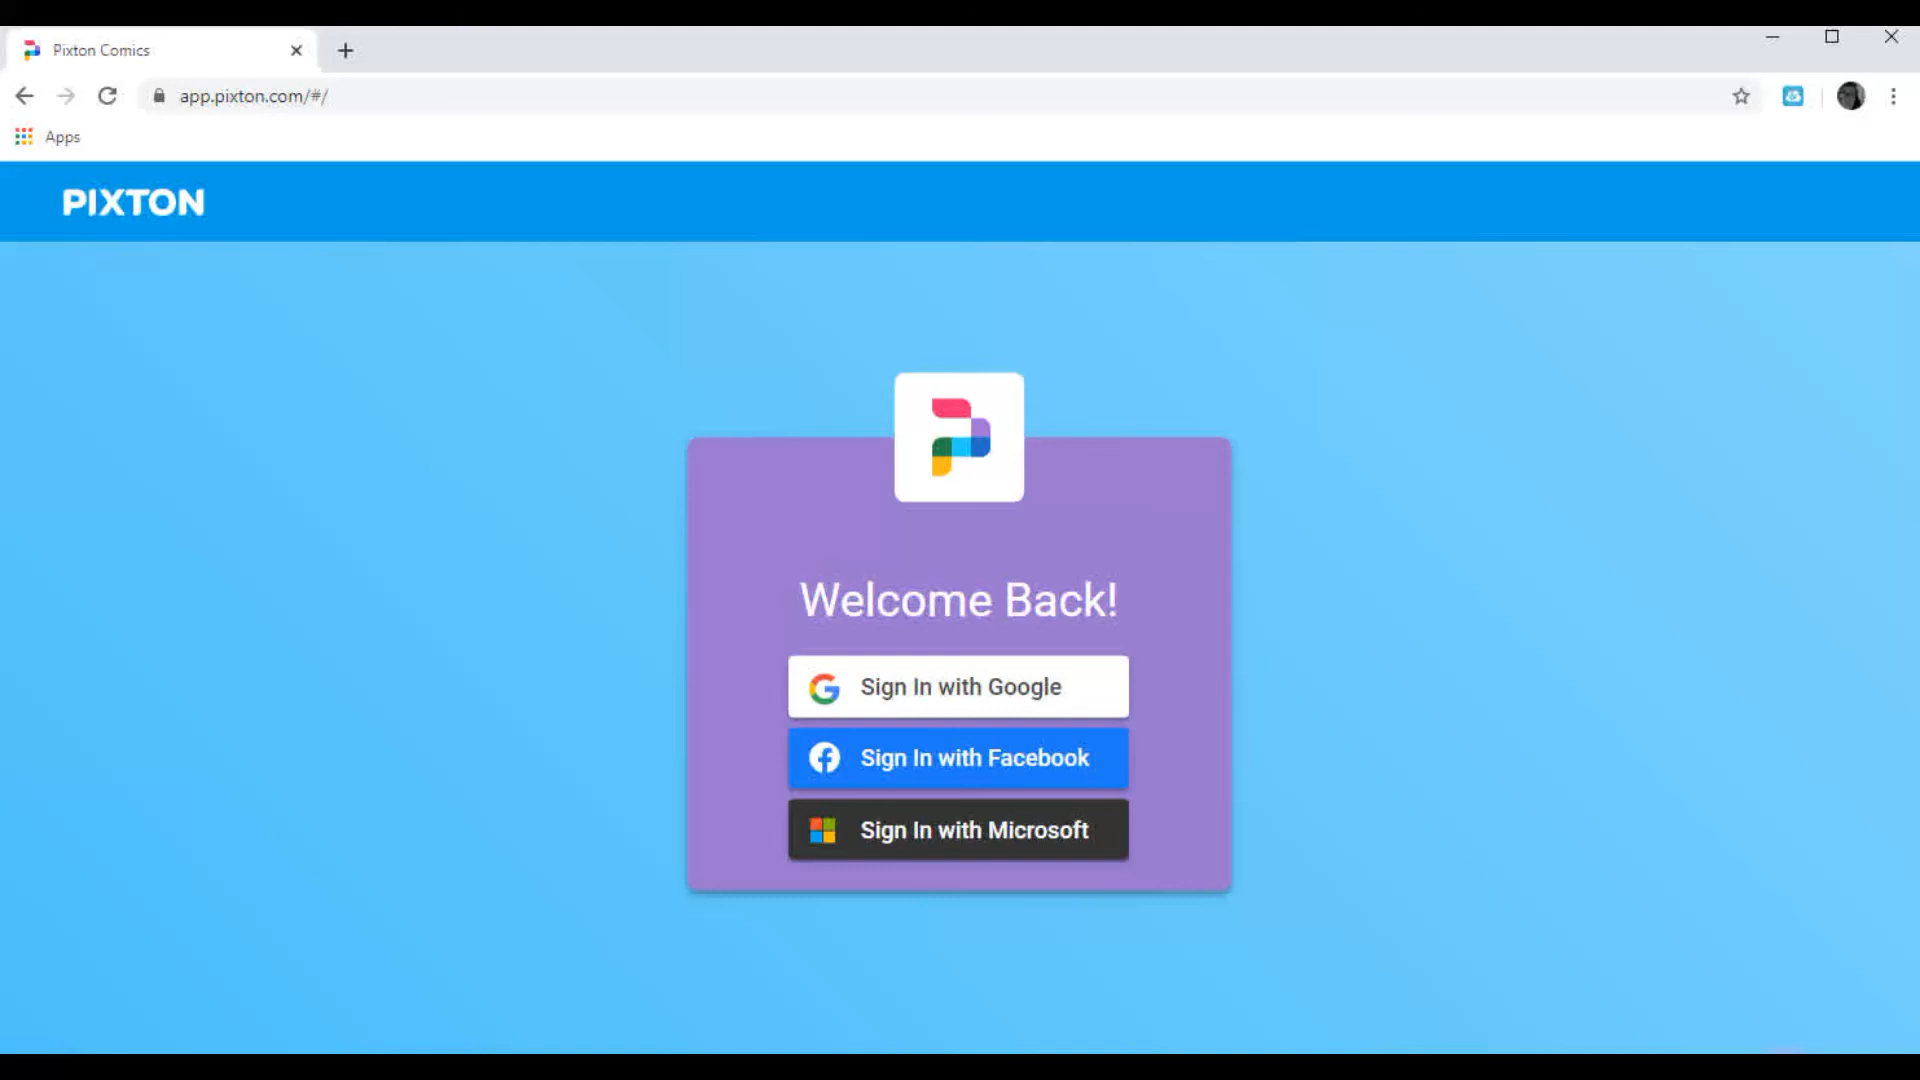 Pixton Comics
app.pixton.com/#/
Apps
PIXTON
Welcome Back!
Sign In with Google
Sign In with Facebook
Sign In with Microsoft